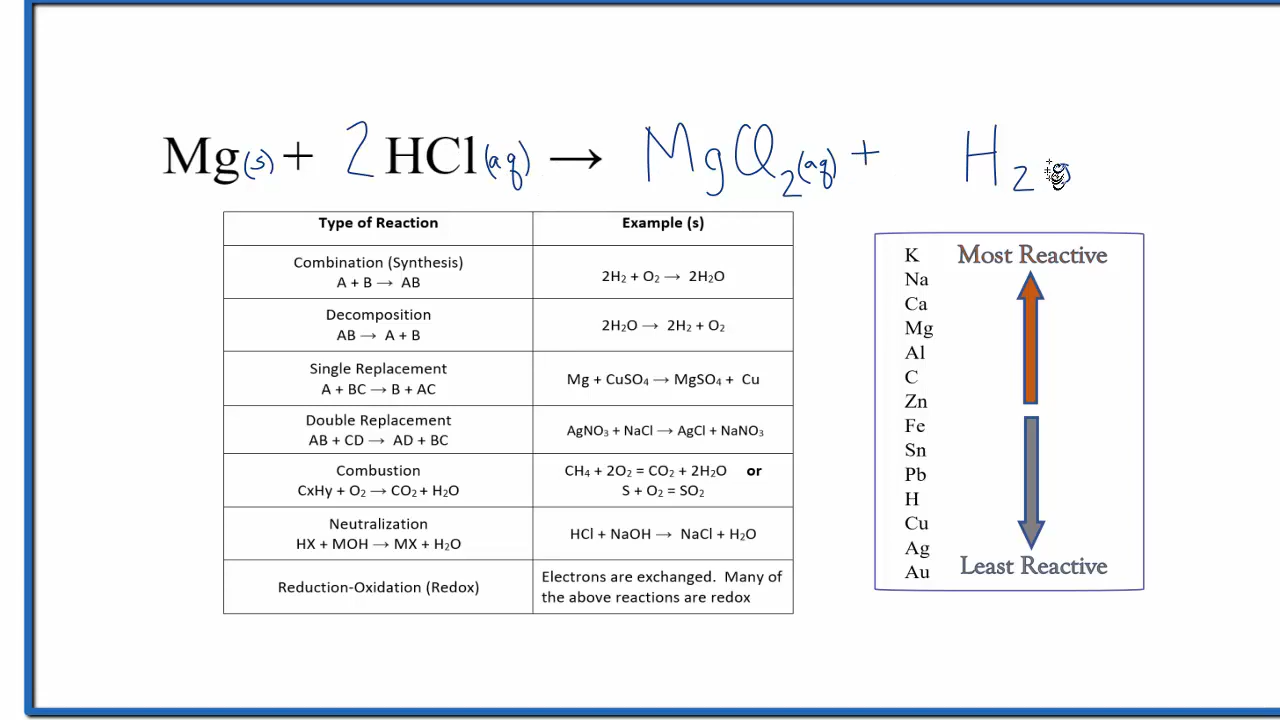 Mg(s) + 2 HCl(aq) → MgCl2(aq) + H2
Type of Reaction Example (s)
Combination (Synthesis)
A + B → AB 2H2 + O2 → 2H2O
Decomposition
AB → A + B 2H2O → 2H2 + O2
Single Replacement
A + BC → B + AC Mg + CuSO4 → MgSO4 + Cu
Double Replacement
AB + CD → AD + BC AgNO3 + NaCl → AgCl + NaNO3
Combustion
CxHy + O2 → CO2 + H2O
CH4 + 2O2 = CO2 + 2H2O or
S + O2 = SO2
Neutralization
HX + MOH → MX + H2O HCl + NaOH → NaCl + H2O
Reduction-Oxidation (Redox)
Electrons are exchanged. Many of
the above reactions are redox
K
Na
Ca
Mg
Al
C
Zn
Fe
Sn
Pb
H
Cu
Ag
Au
Most Reactive
Least Reactive